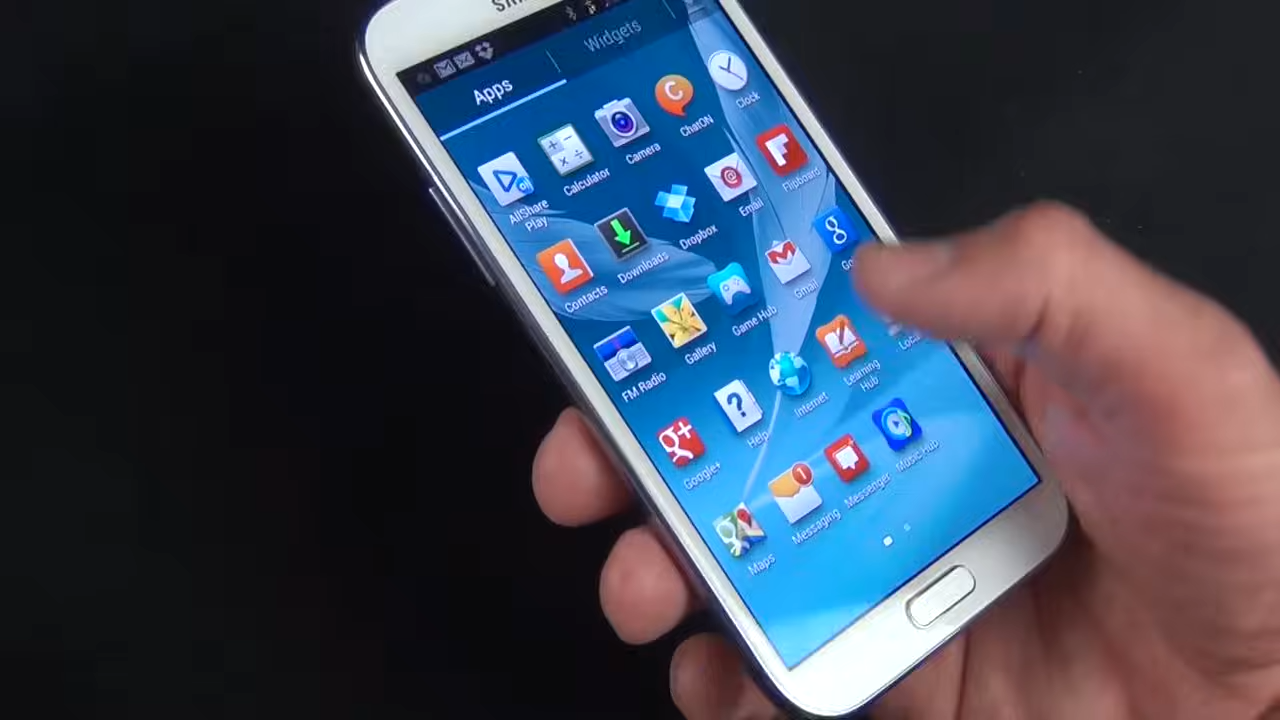 Apps
Widgets
AllShare
Play
Calculator
Camera
ChatON
Clock
Contacts
Downloads
Dropbox
Email
Flipboard
FM Radio
Gallery
Game Hub
Gmail
Google+
Help
Internet
Learning
Hub
Maps
Messaging
1
Messenger
Music Hub